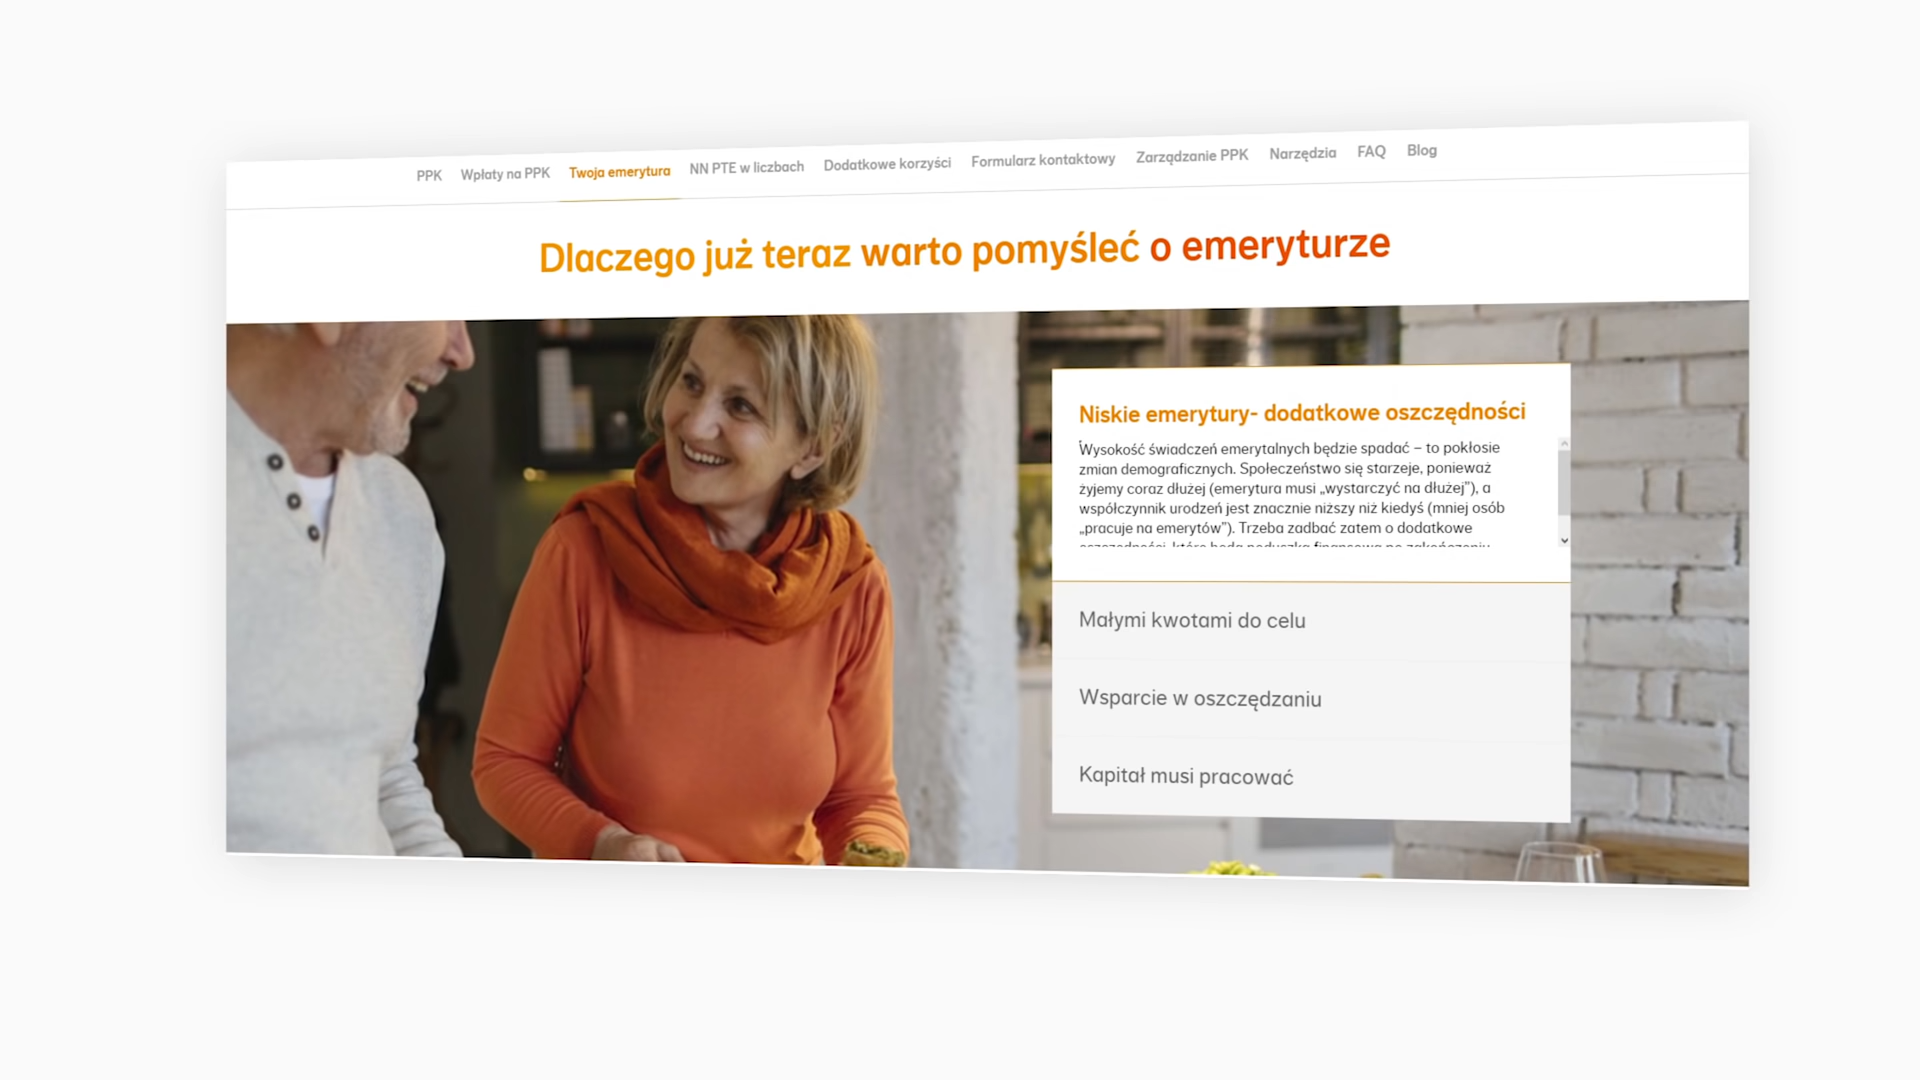 PPK Wpłaty na PPK Twoja emerytura NN PTE w liczbach Dodatkowe korzyści Formularz kontaktowy Zarządzanie PPK Narzędzia FAQ Blog
Dlaczego już teraz warto pomyśleć o emeryturze
Niskie emerytury- dodatkowe oszczędności
Wysokość świadczeń emerytalnych będzie spadać – to pokłosie
zmian demograficznych. Społeczeństwo się starzeje, ponieważ
żyjemy coraz dłużej (emerytura musi „wystarczyć na dłużej”), a
współczynnik urodzeń jest znacznie niższy niż kiedyś (mniej osób
„pracuje na emerytów”). Trzeba zadbać zatem o dodatkowe
Małymi kwotami do celu
Wsparcie w oszczędzaniu
Kapitał musi pracować